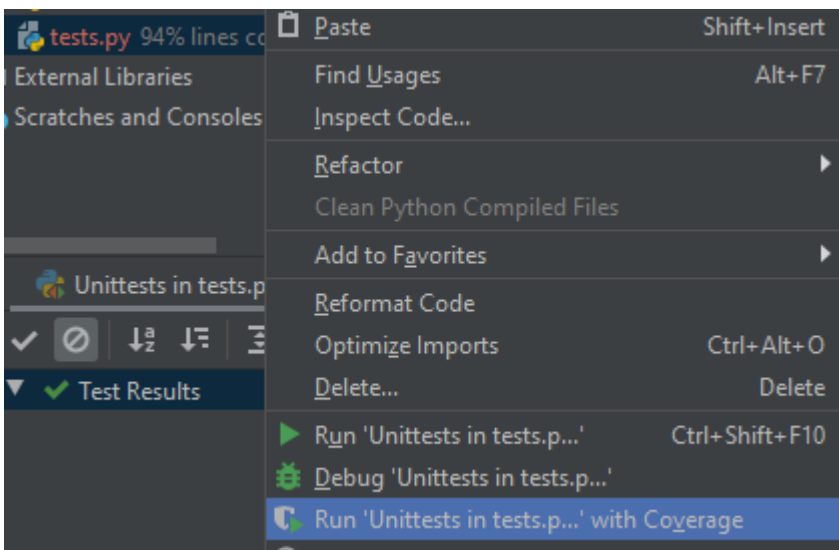 tests.py 94% lines co
External Libraries
Scratches and Consoles
Unittests in tests.p
Test Results
Paste Shift+Insert
Find Usages Alt+F7
Inspect Code...
Refactor
Clean Python Compiled Files
Add to Favorites
Reformat Code
Optimize Imports Ctrl+Alt+O
Delete... Delete
Run 'Unittests in tests.p...' Ctrl+Shift+F10
Debug 'Unittests in tests.p...'
Run 'Unittests in tests.p...' with Coverage